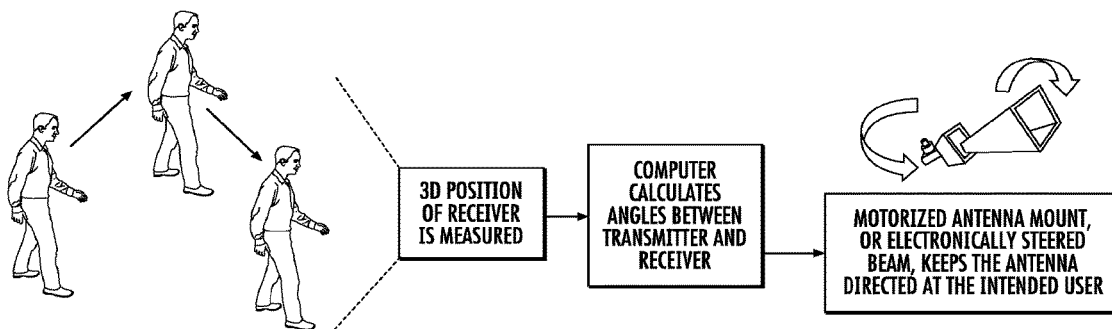 3D POSITION
OF RECEIVER
IS MEASURED
COMPUTER
CALCULATES
ANGLES BETWEEN
TRANSMITTER AND
RECEIVER
MOTORIZED ANTENNA MOUNT,
OR ELECTRONICALLY STEERED
BEAM, KEEPS THE ANTENNA
DIRECTED AT THE INTENDED USER